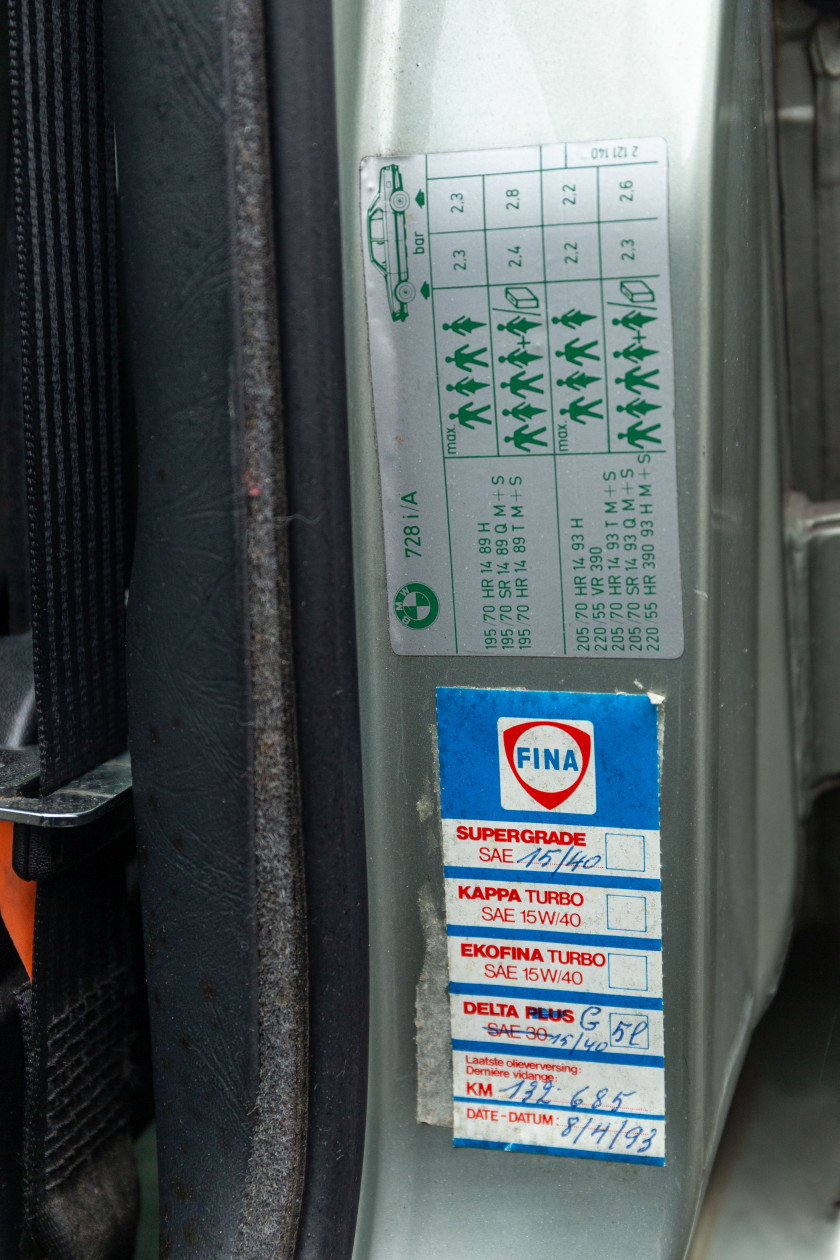 BMW
728 i/A
bar
195/70 HR 14 89 H
195/70 SR 14 89 Q M+S
195/70 HR 14 89 T M+S
max.
2.3 2.3
2.4 2.8
205/70 HR 14 93 H
220/55 VR 390
205/70 HR 14 93 T M+S
205/70 SR 14 93 Q M+S
220/55 HR 390 93 H M+S
max.
2.2 2.2
2.3 2.6
2 121 140
FINA
SUPERGRADE
SAE 15/40
KAPPA TURBO
SAE 15W/40
EKOFINA TURBO
SAE 15W/40
DELTA PLUS G
SAE 30 15/40 5l
Laatste olieverversing:
Dernière vidange:
KM 132 685
DATE-DATUM: 8/4/93